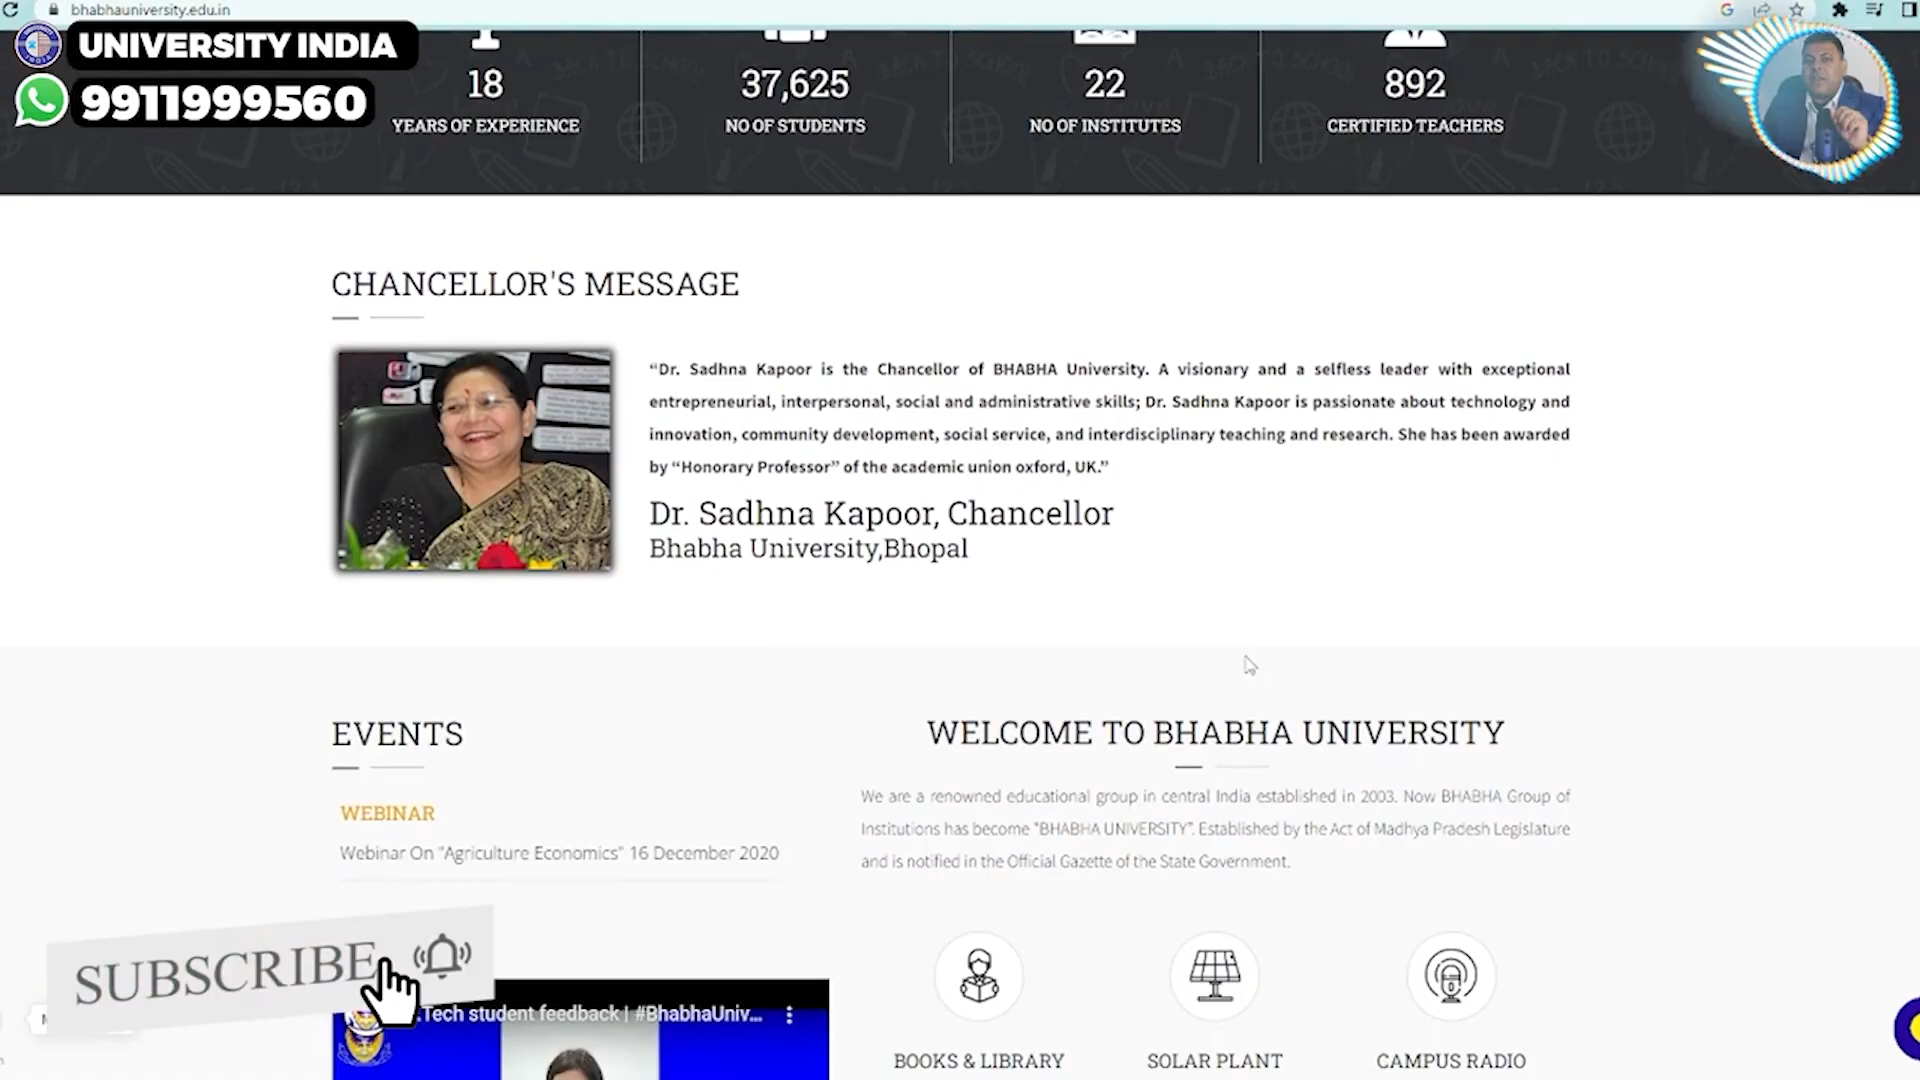 bhabhauniversity.edu.in
UNIVERSITY INDIA
9911999560
18
YEARS OF EXPERIENCE
37,625
NO OF STUDENTS
22
NO OF INSTITUTES
892
CERTIFIED TEACHERS
CHANCELLOR'S MESSAGE
“Dr. Sadhna Kapoor is the Chancellor of BHABHA University. A visionary and a selfless leader with exceptional
entrepreneurial, interpersonal, social and administrative skills; Dr. Sadhna Kapoor is passionate about technology and
innovation, community development, social service, and interdisciplinary teaching and research. She has been awarded
by “Honorary Professor” of the academic union oxford, UK.”
Dr. Sadhna Kapoor, Chancellor
Bhabha University,Bhopal
EVENTS
WEBINAR
Webinar On "Agriculture Economics" 16 December 2020
WELCOME TO BHABHA UNIVERSITY
We are a renowned educational group in central India established in 2003. Now BHABHA Group of
Institutions has become "BHABHA UNIVERSITY". Established by the Act of Madhya Pradesh Legislature
and is notified in the Official Gazette of the State Government.
SUBSCRIBE
.Tech student feedback | #BhabhaUniv...
BOOKS & LIBRARY
SOLAR PLANT
CAMPUS RADIO